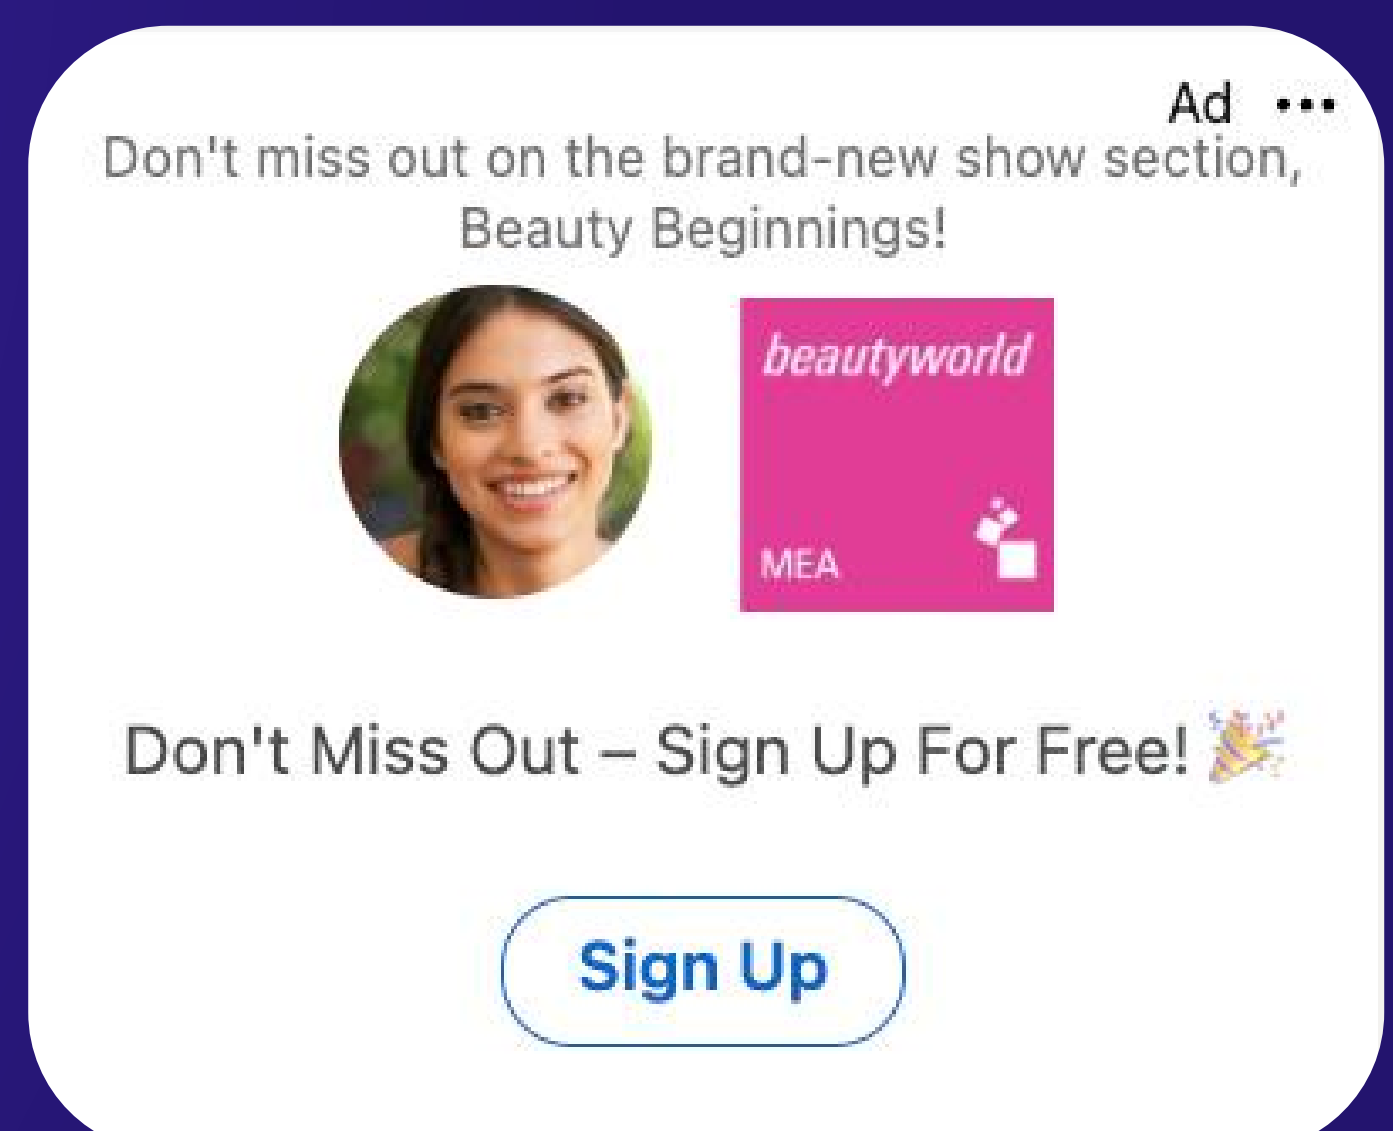 Ad
Don't miss out on the brand-new show section,
Beauty Beginnings!
beautyworld
MEA
Don't Miss Out – Sign Up For Free! 🎉
Sign Up